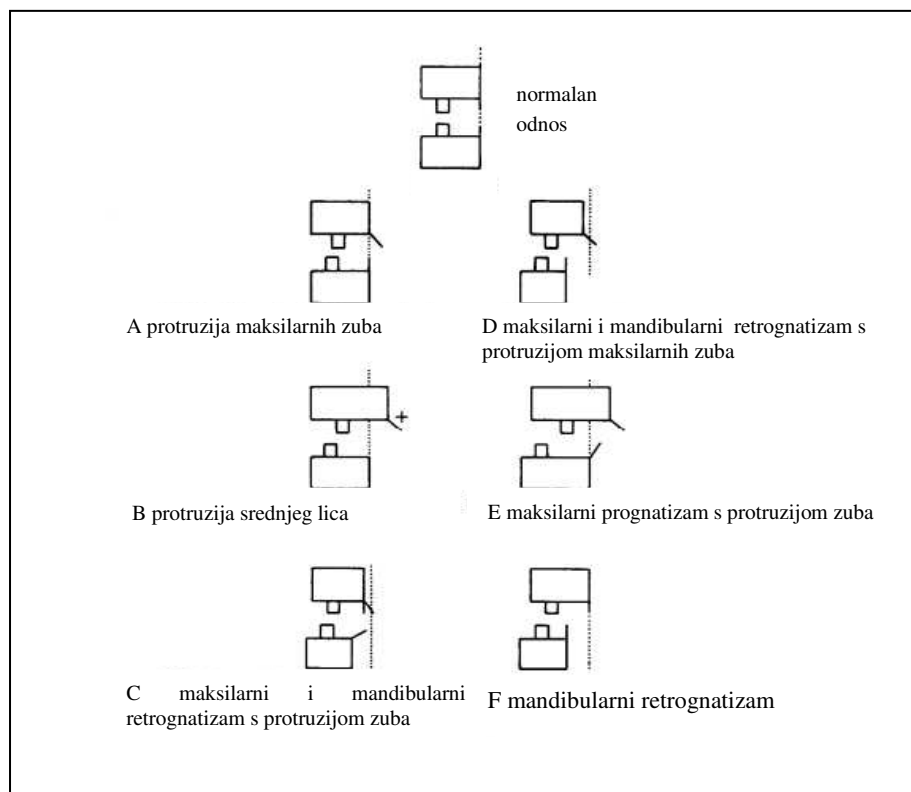 normalan
odnos
A protruzija maksilarnih zuba
D maksilarni i mandibularni retrognatizam s
protruzijom maksilarnih zuba
+
B protruzija srednjeg lica
E maksilarni prognatizam s protruzijom zuba
C maksilarni i mandibularni
retrognatizam s protruzijom zuba
F mandibularni retrognatizam